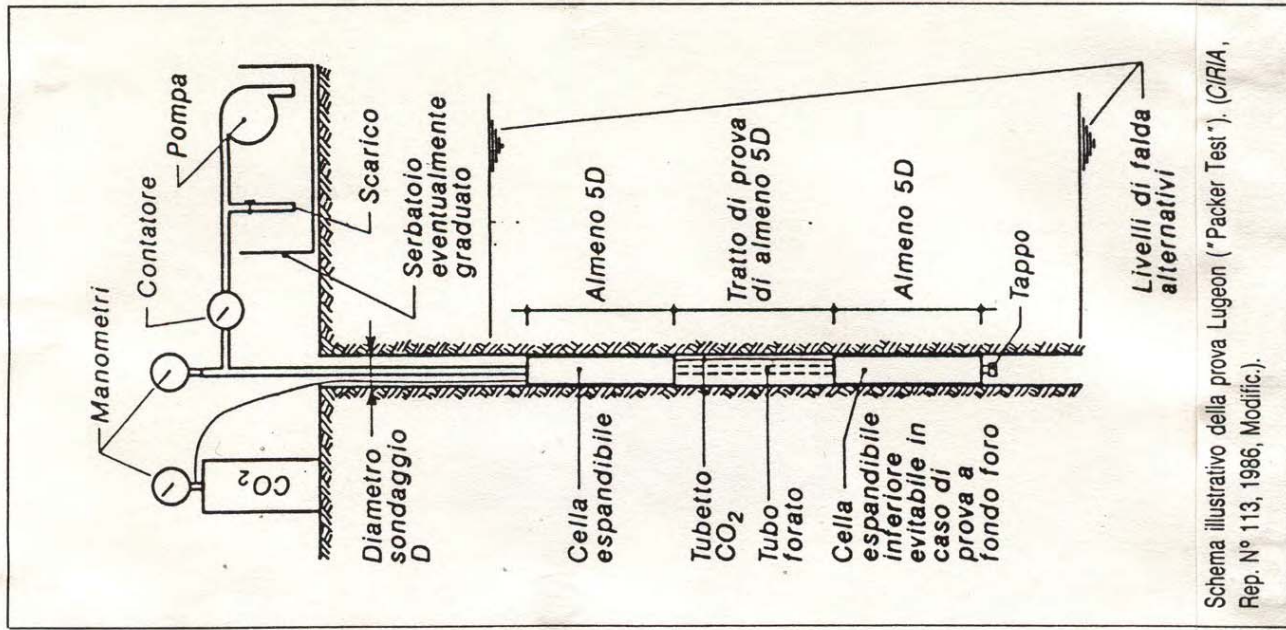 Manometri
Contatore
Pompa
CO2
Scarico
Serbatoio
eventualmente
graduato
Diametro
sondaggio
D
Cella
espandibile
Almeno 5D
Tubetto
CO2
Tubo
forato
Tratto di prova
di almeno 5D
Cella
espandibile
inferiore
evitabile in
caso di
prova a
fondo foro
Almeno 5D
Tappo
Livelli di falda
alternativi
Schema illustrativo della prova Lugeon ("Packer Test"). (CIRIA,
Rep. N° 113, 1986, Modific.).